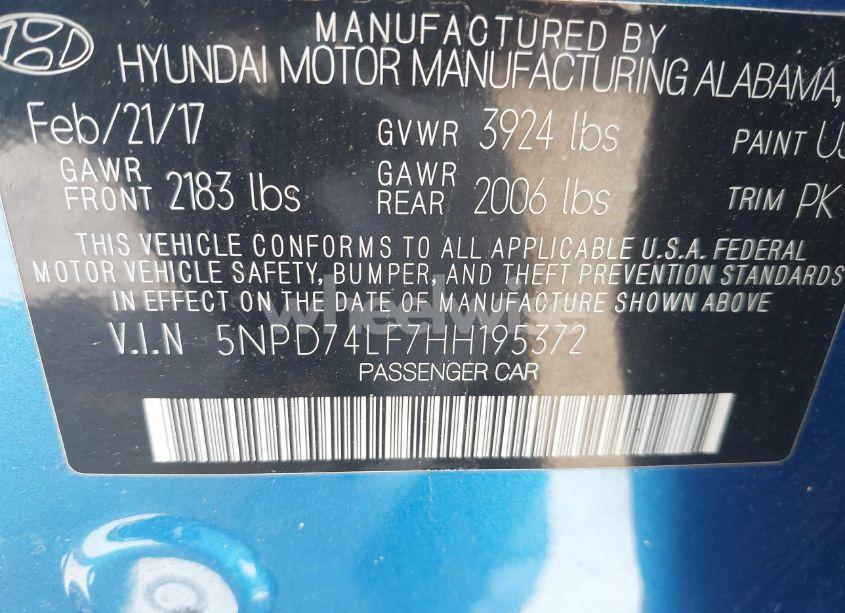 MANUFACTURED BY
HYUNDAI MOTOR MANUFACTURING ALABAMA,
Feb/21/17 GVWR 3924 lbs PAINT
GAWR FRONT 2183 lbs GAWR REAR 2006 lbs TRIM PK
THIS VEHICLE CONFORMS TO ALL APPLICABLE U.S.A. FEDERAL
MOTOR VEHICLE SAFETY, BUMPER, AND THEFT PREVENTION STANDARDS
IN EFFECT ON THE DATE OF MANUFACTURE SHOWN ABOVE
V.I.N 5NPD74LF7HH195372
PASSENGER CAR